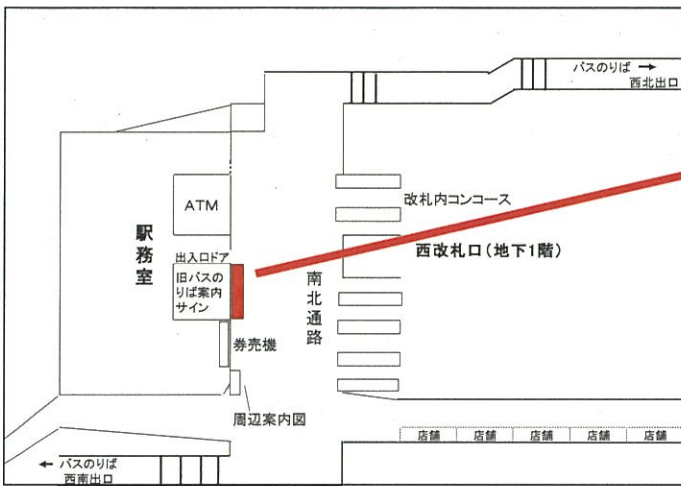 バスのりば →
西北出口
改札内コンコース
ATM
西改札口(地下1階)
駅務室
出入口ドア
旧バスの
りば案内
サイン
南北通路
券売機
周辺案内図
店舗 店舗 店舗 店舗 店舗
← バスのりば
西南出口